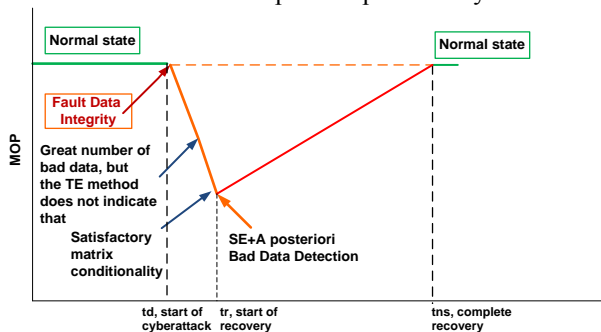 Normal state
Normal state
Fault Data
Integrity
MOP
Great number of
bad data, but
the TE method
does not indicate
that
Satisfactory
matrix
conditionality
SE+A posteriori
Bad Data Detection
td, start of
cyberattack
tr, start of
recovery
tns, complete
recovery